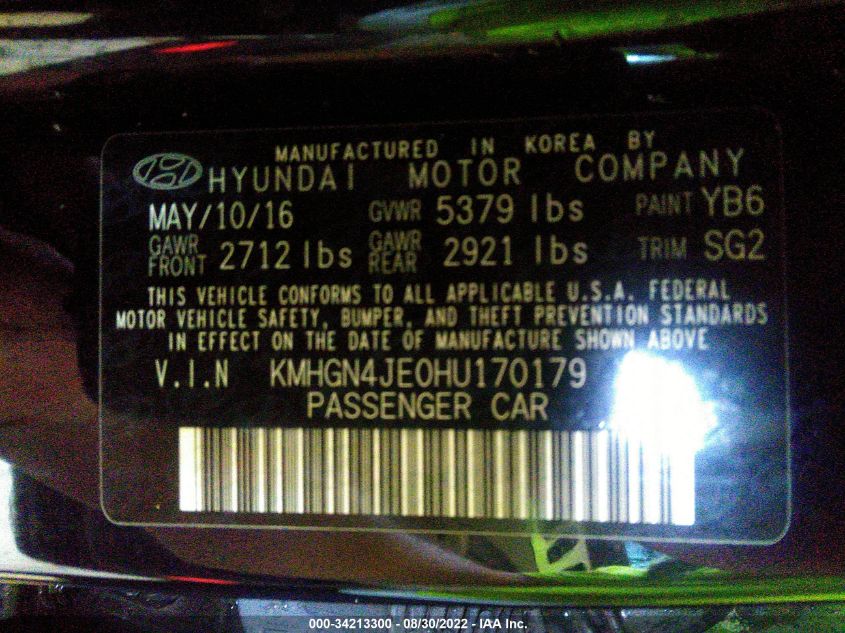 MANUFACTURED IN KOREA BY
HYUNDAI MOTOR COMPANY
MAY/10/16 GVWR 5379 lbs PAINT YB6
GAWR FRONT 2712 lbs GAWR REAR 2921 lbs TRIM SG2
THIS VEHICLE CONFORMS TO ALL APPLICABLE U.S.A. FEDERAL
MOTOR VEHICLE SAFETY, BUMPER, AND THEFT PREVENTION STANDARDS
IN EFFECT ON THE DATE OF MANUFACTURE SHOWN ABOVE
V.I.N KMHGN4JE0HU170179
PASSENGER CAR
000-34213300 - 08/30/2022 - IAA Inc.